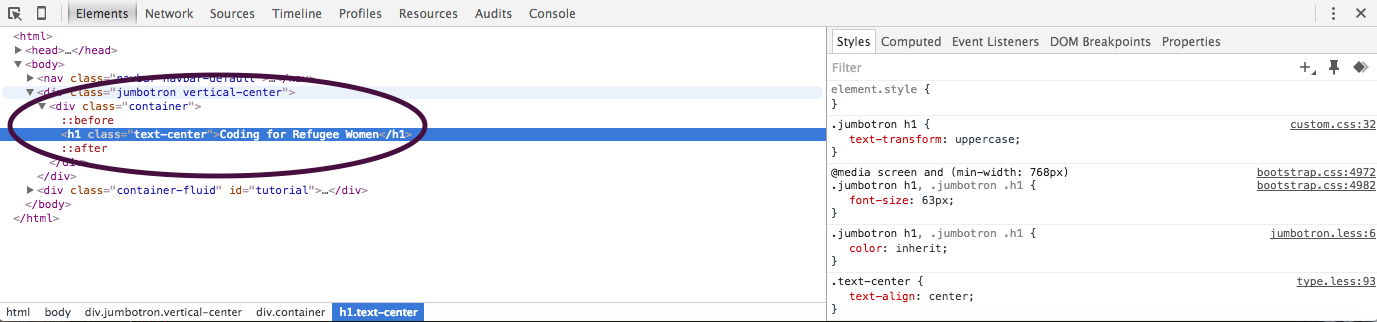 Elements Network Sources Timeline Profiles Resources Audits Console
<html>
<head>…</head>
<body>
<nav class="navbar navbar-default">…</nav>
<div class="jumbotron vertical-center">
<div class="container">
::before
<h1 class="text-center">Coding for Refugee Women</h1>
::after
</div>
</div>
<div class="container-fluid" id="tutorial">…</div>
</body>
</html>
html body div.jumbotron.vertical-center div.container h1.text-center
Styles Computed Event Listeners DOM Breakpoints Properties
Filter
element.style {
}
.jumbotron h1 { custom.css:32
text-transform: uppercase;
}
@media screen and (min-width: 768px) bootstrap.css:4972
.jumbotron h1, .jumbotron .h1 { bootstrap.css:4982
font-size: 63px;
}
.jumbotron h1, .jumbotron .h1 { jumbotron.less:6
color: inherit;
}
.text-center { type.less:93
text-align: center;
}